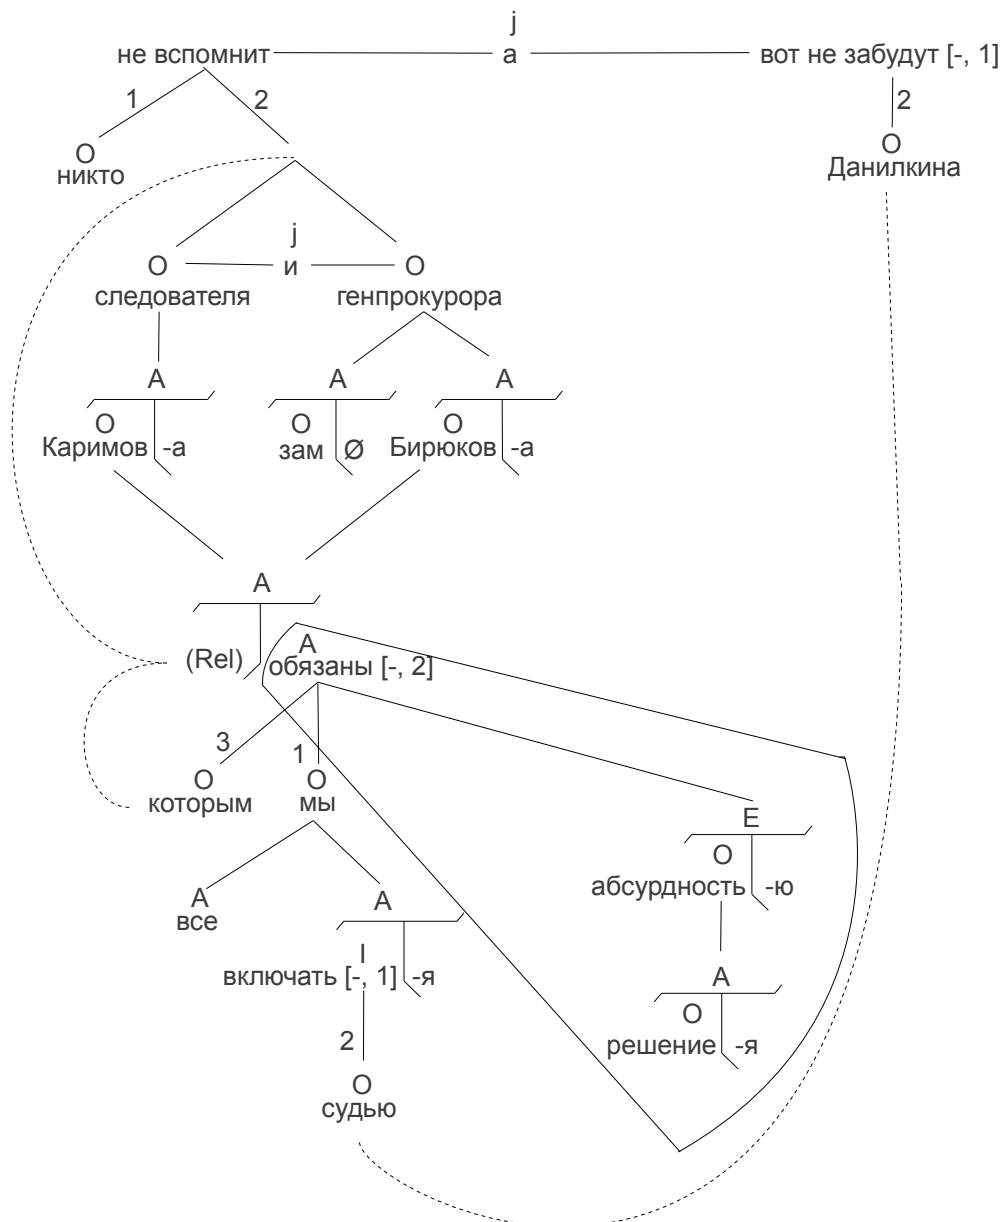 j
не вспомнит а вот не забудут [-, 1]
1 2 2
О О
никто Данилкина
j
О и О
следователя генпрокурора
А А А
О О О
Каримов -а зам Ø Бирюков -а
А
(Rel) А
обязаны [-, 2]
3 1
О О
которым мы
Е
О
абсурдность -ю
А А
все
I
включать [-, 1] -я
А
О
решение -я
2
О
судью